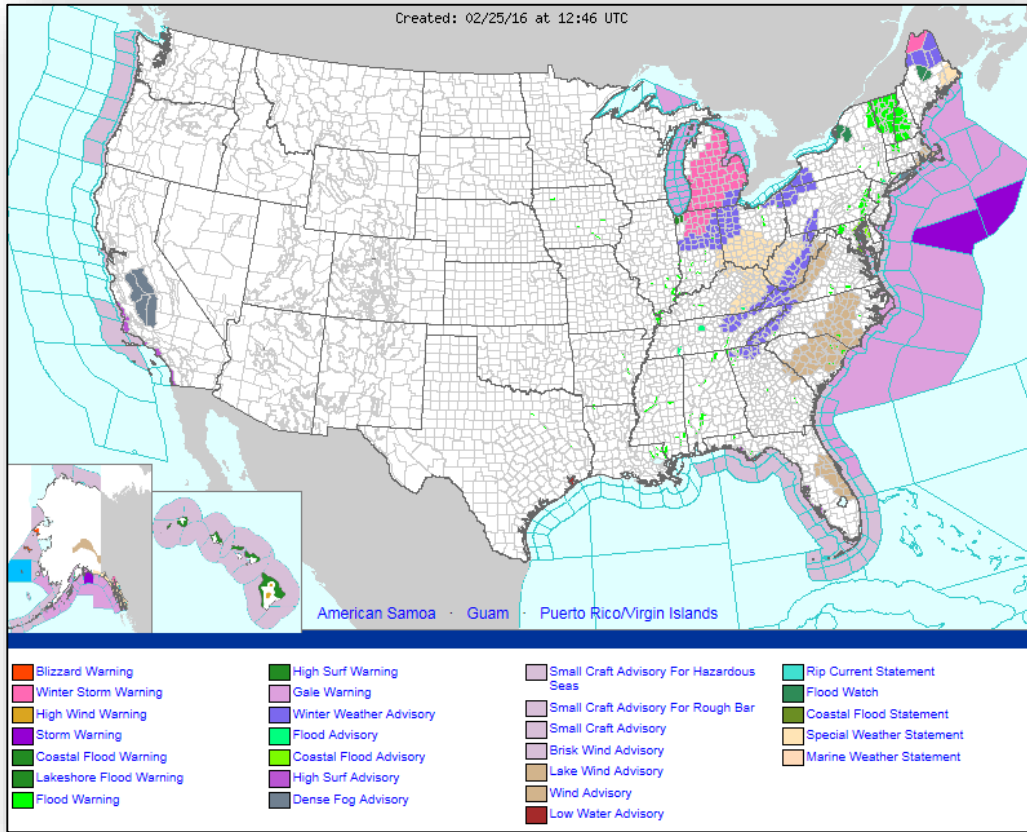 Created: 02/25/16 at 12:46 UTC
American Samoa · Guam · Puerto Rico/Virgin Islands
Blizzard Warning
Winter Storm Warning
High Wind Warning
Storm Warning
Coastal Flood Warning
Lakeshore Flood Warning
Flood Warning
High Surf Warning
Gale Warning
Winter Weather Advisory
Flood Advisory
Coastal Flood Advisory
High Surf Advisory
Dense Fog Advisory
Small Craft Advisory For Hazardous
Seas
Small Craft Advisory For Rough Bar
Small Craft Advisory
Brisk Wind Advisory
Lake Wind Advisory
Wind Advisory
Low Water Advisory
Rip Current Statement
Flood Watch
Coastal Flood Statement
Special Weather Statement
Marine Weather Statement